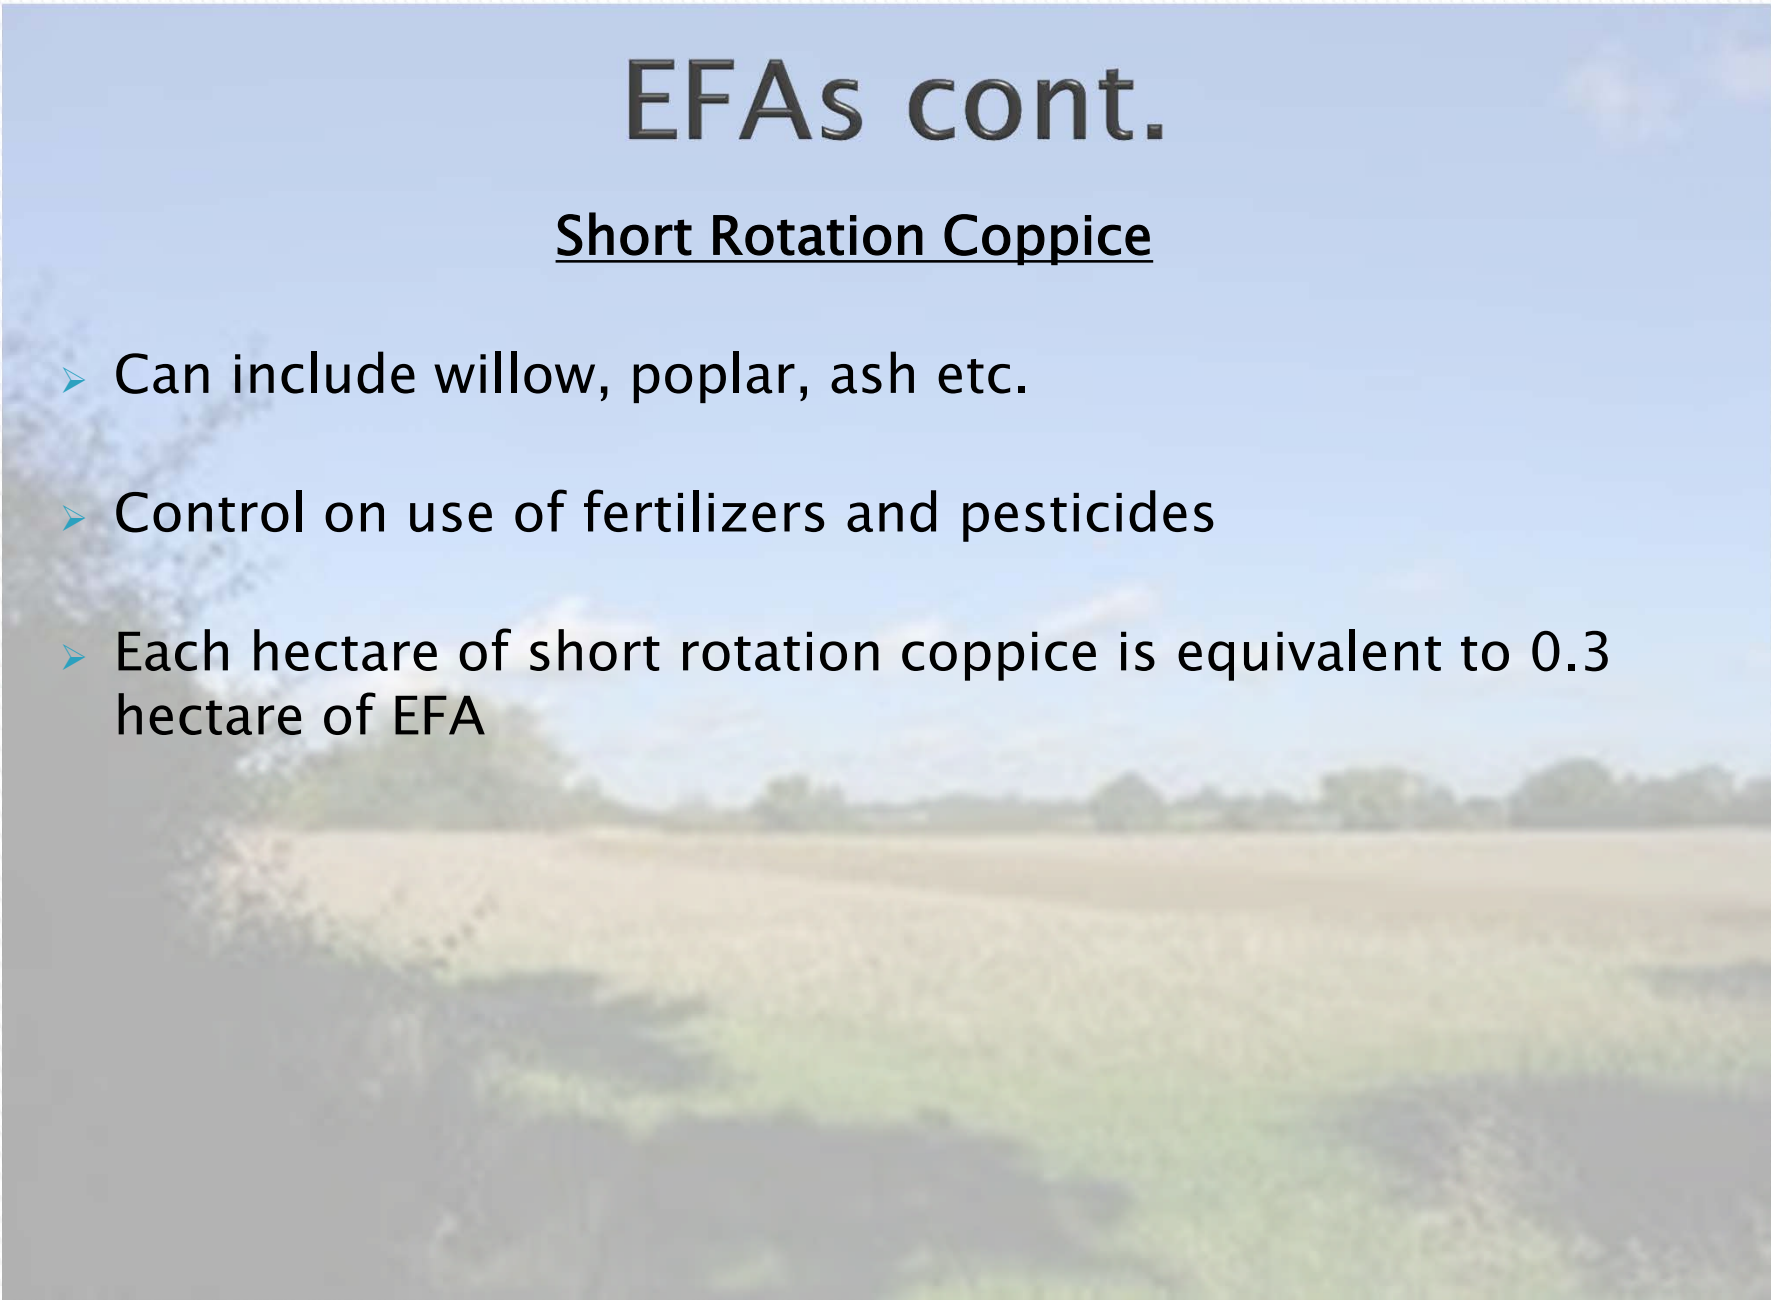 EFAs cont.
Short Rotation Coppice
➢ Can include willow, poplar, ash etc.
➢ Control on use of fertilizers and pesticides
➢ Each hectare of short rotation coppice is equivalent to 0.3
hectare of EFA